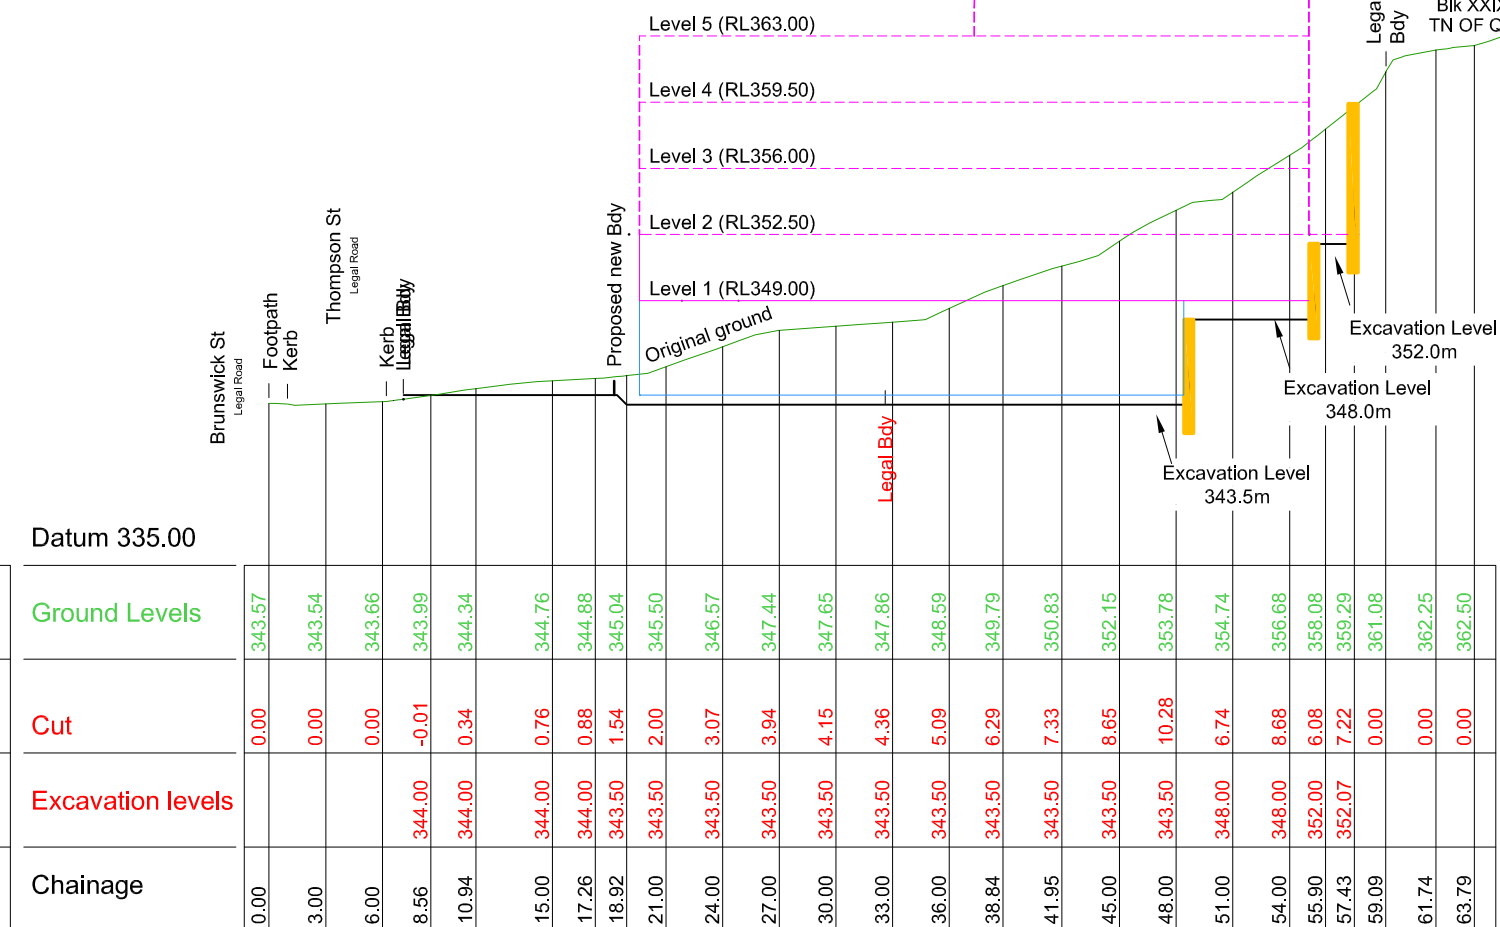 Level 5 (RL363.00)
Level 4 (RL359.50)
Level 3 (RL356.00)
Level 2 (RL352.50)
Level 1 (RL349.00)
Lega
Bdy
Blk XXIX
TN OF Q
Brunswick St
Legal Road
Footpath
Kerb
Thompson St
Legal Road
Kerb
Legal Bdy
Proposed new Bdy
Original ground
Legal Bdy
Excavation Level
352.0m
Excavation Level
348.0m
Excavation Level
343.5m
Datum 335.00
Ground Levels
343.57 343.54 343.66 343.99 344.34 344.76 344.88 345.04 345.50 346.57 347.44 347.65 347.86 348.59 349.79 350.83 352.15 353.78 354.74 356.68 358.08 359.29 361.08 362.25 362.50
Cut
0.00 0.00 0.00 -0.01 0.34 0.76 0.88 1.54 2.00 3.07 3.94 4.15 4.36 5.09 6.29 7.33 8.65 10.28 6.74 8.68 6.08 7.22 0.00 0.00 0.00
Excavation levels
344.00 344.00 344.00 344.00 343.50 343.50 343.50 343.50 343.50 343.50 343.50 343.50 343.50 343.50 343.50 348.00 348.00 352.00 352.07
Chainage
0.00 3.00 6.00 8.56 10.94 15.00 17.26 18.92 21.00 24.00 27.00 30.00 33.00 36.00 38.84 41.95 45.00 48.00 51.00 54.00 55.90 57.43 59.09 61.74 63.79